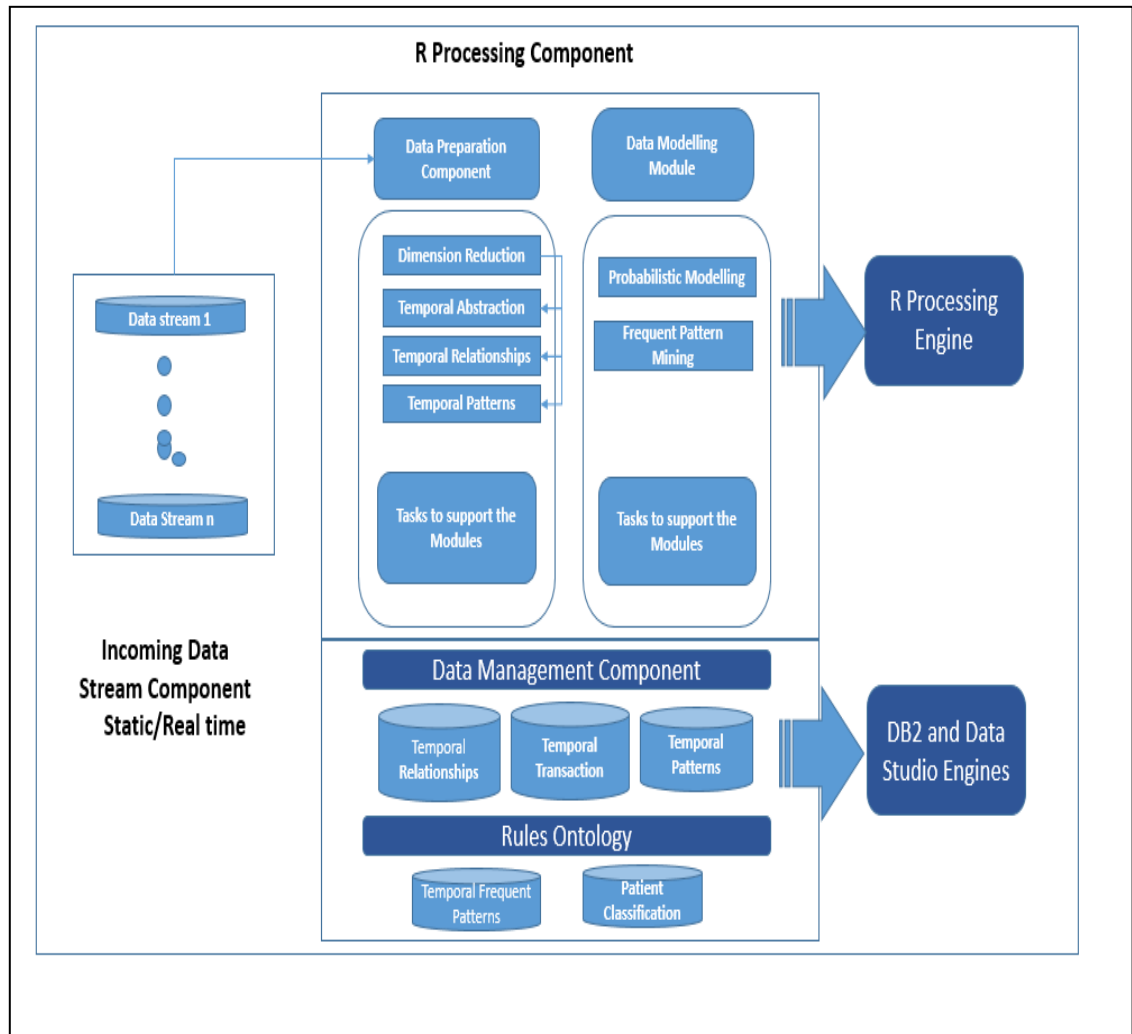 R Processing Component
Data Preparation
Component
Data Modelling
Module
Dimension Reduction
Temporal Abstraction
Temporal Relationships
Temporal Patterns
Tasks to support the
Modules
Probabilistic Modelling
Frequent Pattern
Mining
Tasks to support the
Modules
R Processing
Engine
Data stream 1
Data Stream n
Incoming Data
Stream Component
Static/Real time
Data Management Component
Temporal
Relationships
Temporal
Transaction
Temporal
Patterns
Rules Ontology
Temporal Frequent
Patterns
Patient
Classification
DB2 and Data
Studio Engines